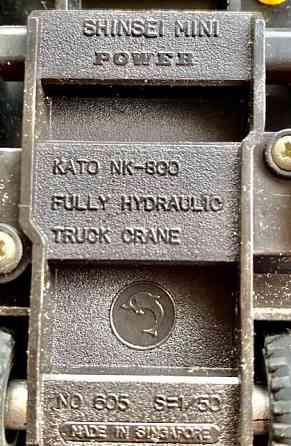 SHINSEI MINI
POWER
KATO NK-800
FULLY HYDRAULIC
TRUCK CRANE
NO 605 S=1/50
MADE IN SINGAPORE